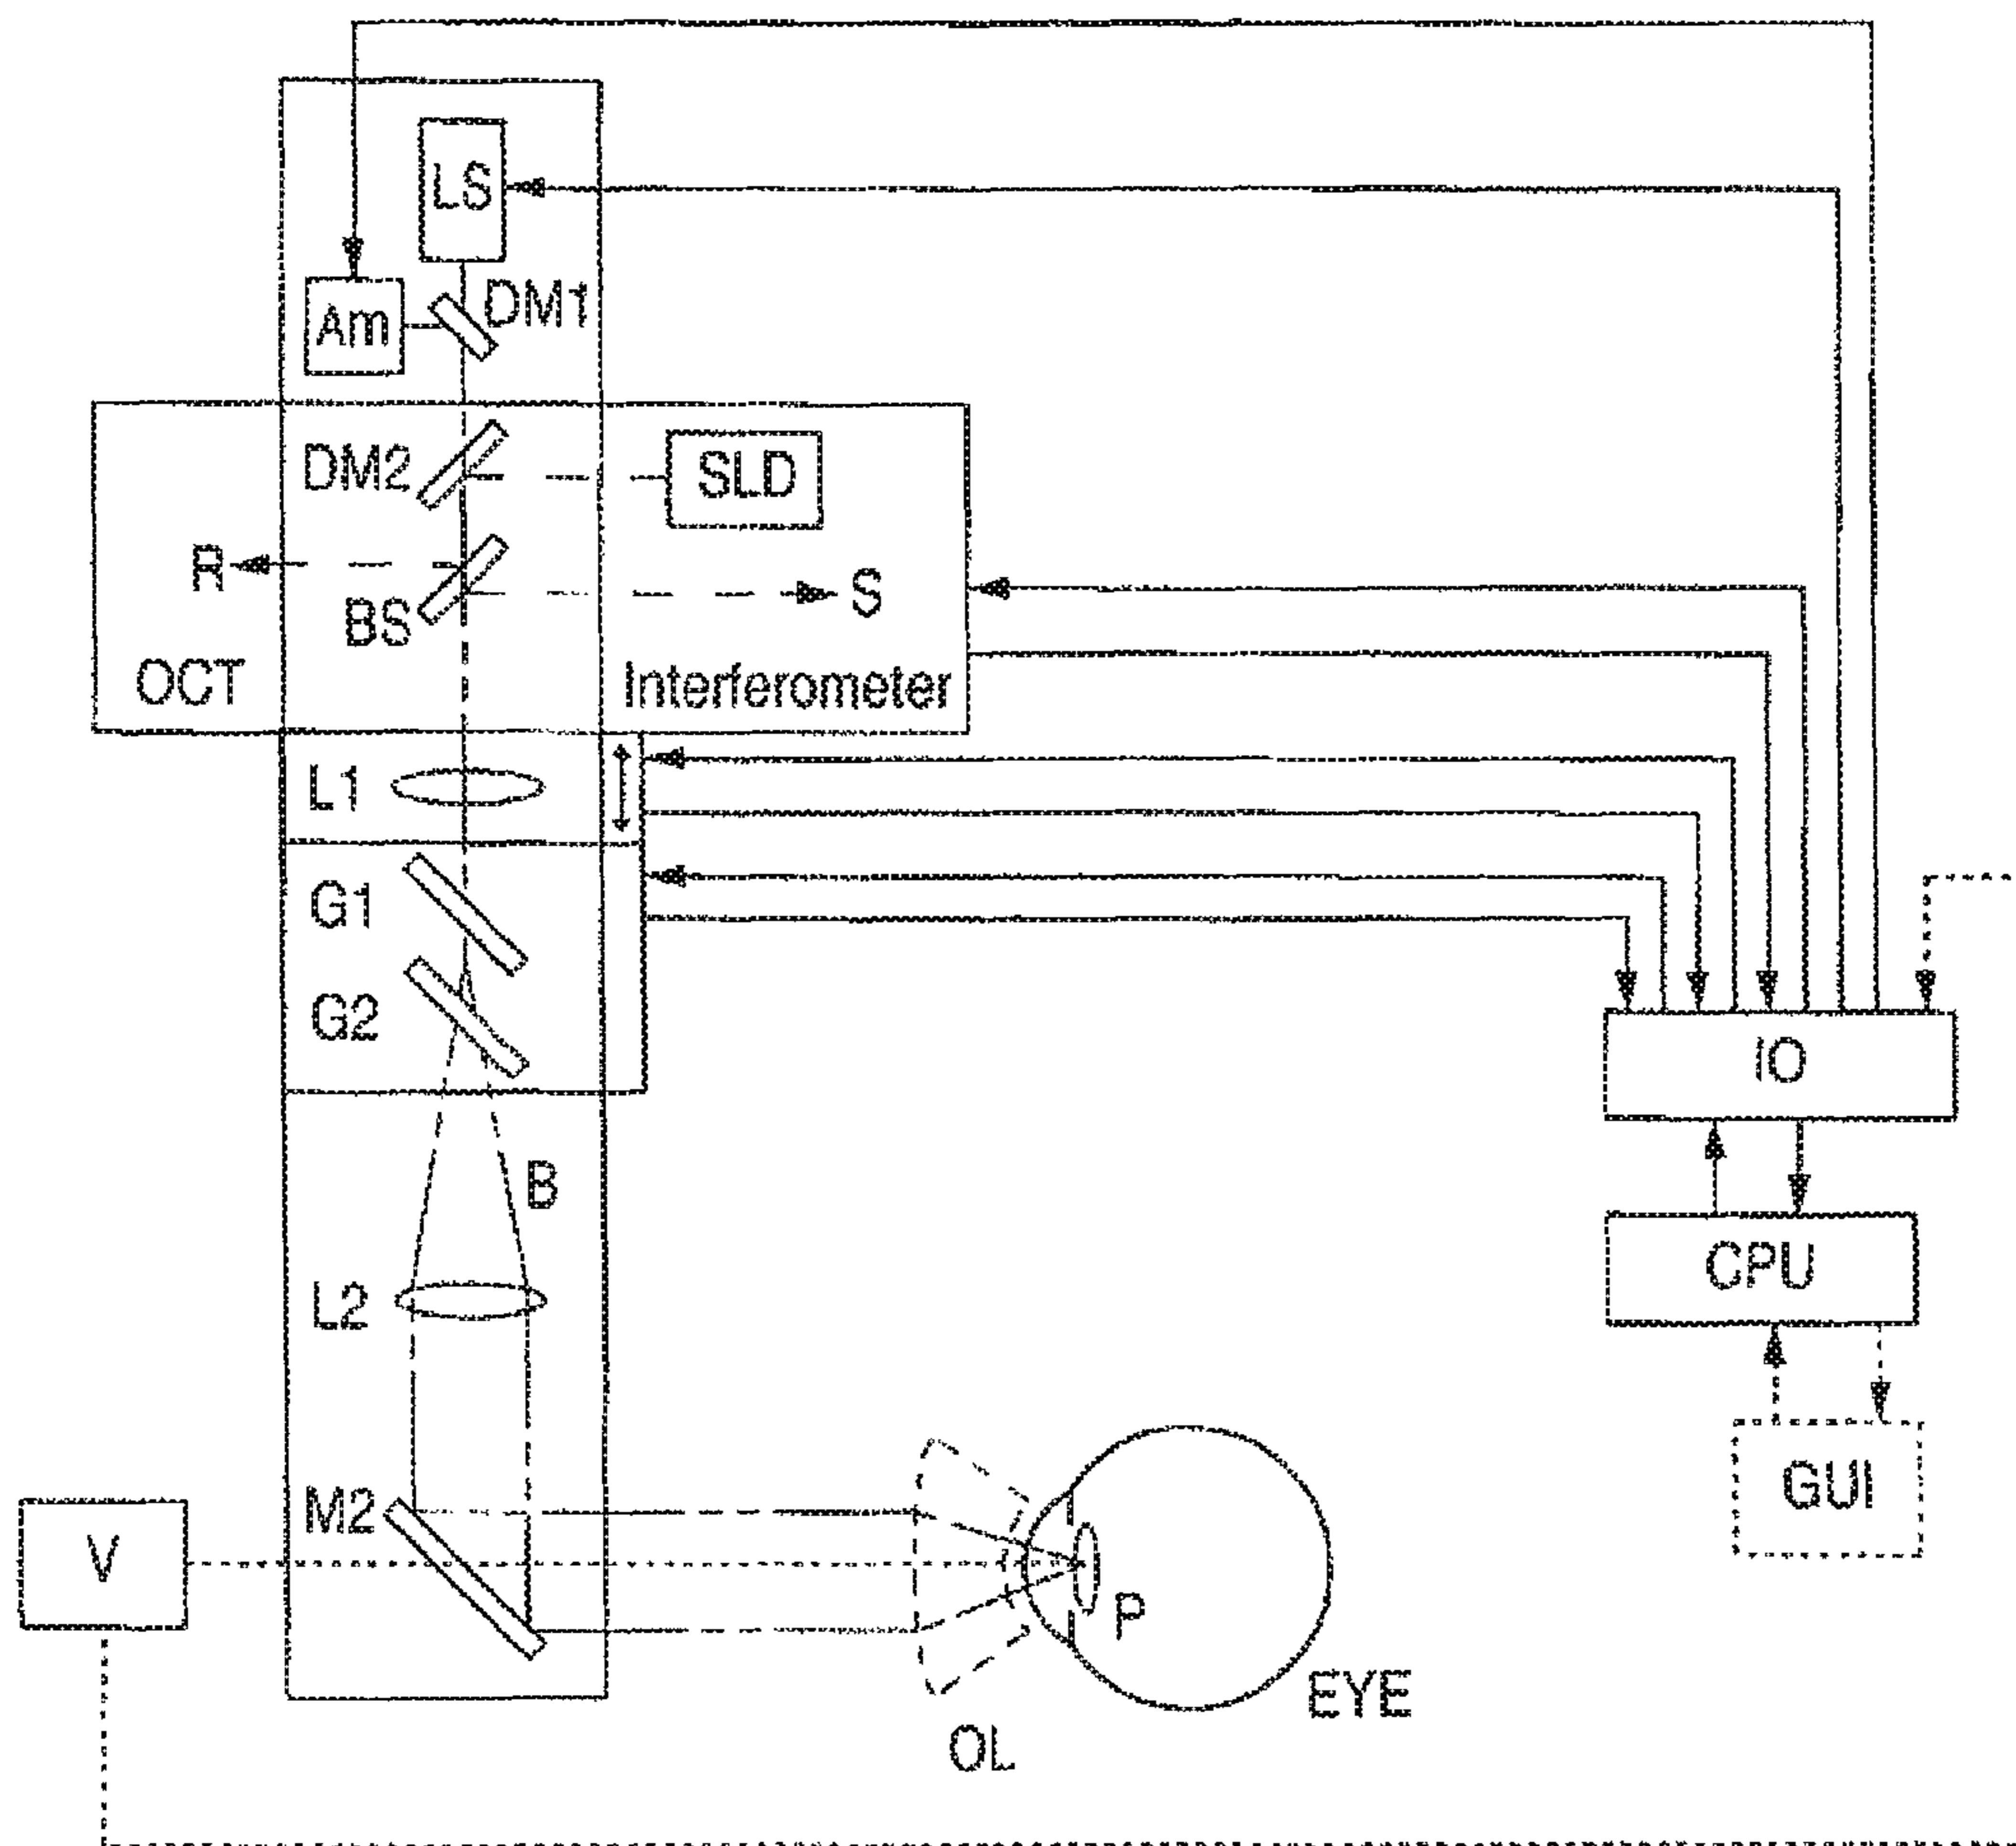 LS
DM1
Am
DM2
SLD
R
S
BS
OCT
Interferometer
L1
G1
G2
IO
B
CPU
L2
GUI
M2
V
P
EYE
OL